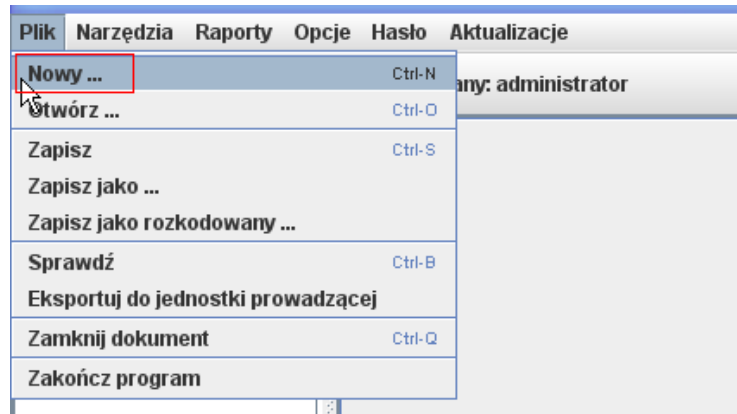 Plik Narzędzia Raporty Opcje Hasło Aktualizacje
Nowy ... Ctrl-N
any: administrator
Otwórz ... Ctrl-O
Zapisz Ctrl-S
Zapisz jako ...
Zapisz jako rozkodowany ...
Sprawdź Ctrl-B
Eksportuj do jednostki prowadzącej
Zamknij dokument Ctrl-Q
Zakończ program